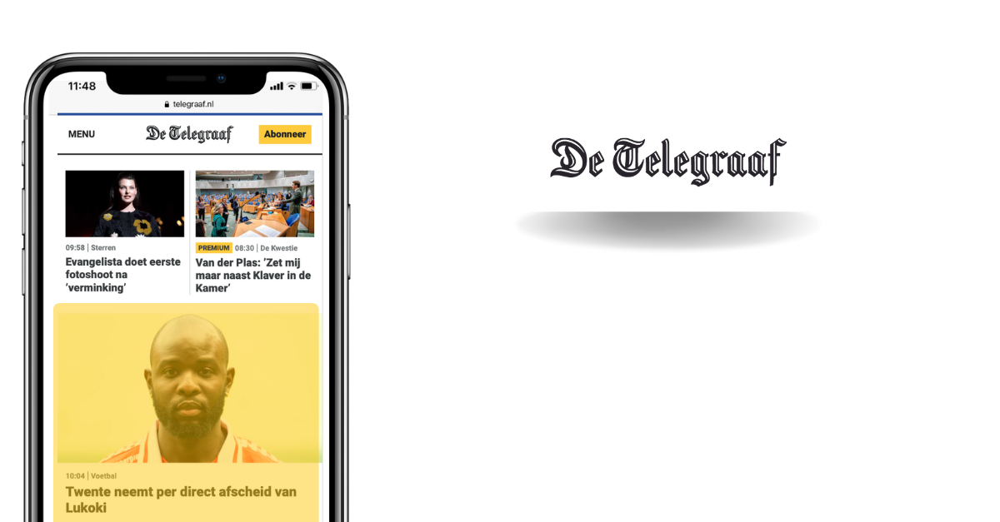 11:48
telegraaf.nl
MENU
De Telegraaf
Abonneer
09:58 | Sterren
Evangelista doet eerste
fotoshoot na
’verminking’
PREMIUM 08:30 | De Kwestie
Van der Plas: ’Zet mij
maar naast Klaver in de
Kamer’
10:04 | Voetbal
Twente neemt per direct afscheid van
Lukoki
De Telegraaf